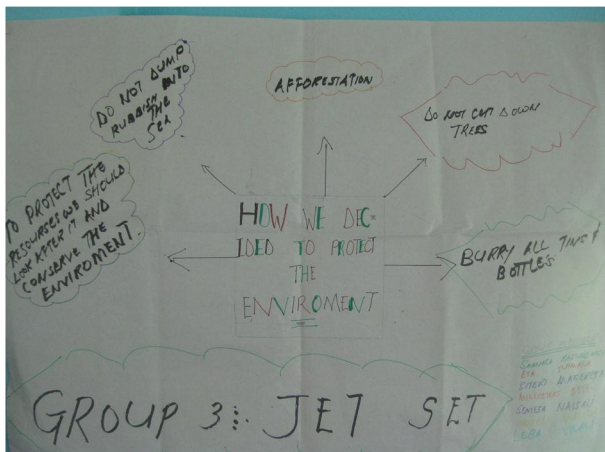 DO NOT DUMP
RUBBISH INTO
THE
SEA
AFFORESTATION
DO NOT CUT DOWN
TREES
TO PROTECT THE
RESOURSES WE SHOULD
LOOK AFTER IT AND
CONSERVE THE
ENVIROMENT.
HOW WE DEC-
IDED TO PROTECT
THE
ENVIROMENT
BURRY ALL TINS &
BOTTLES.
GROUP 3: JET SET